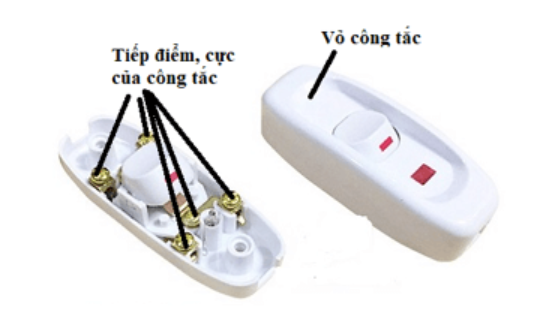 Tiếp điểm, cực
của công tắc
Vỏ công tắc